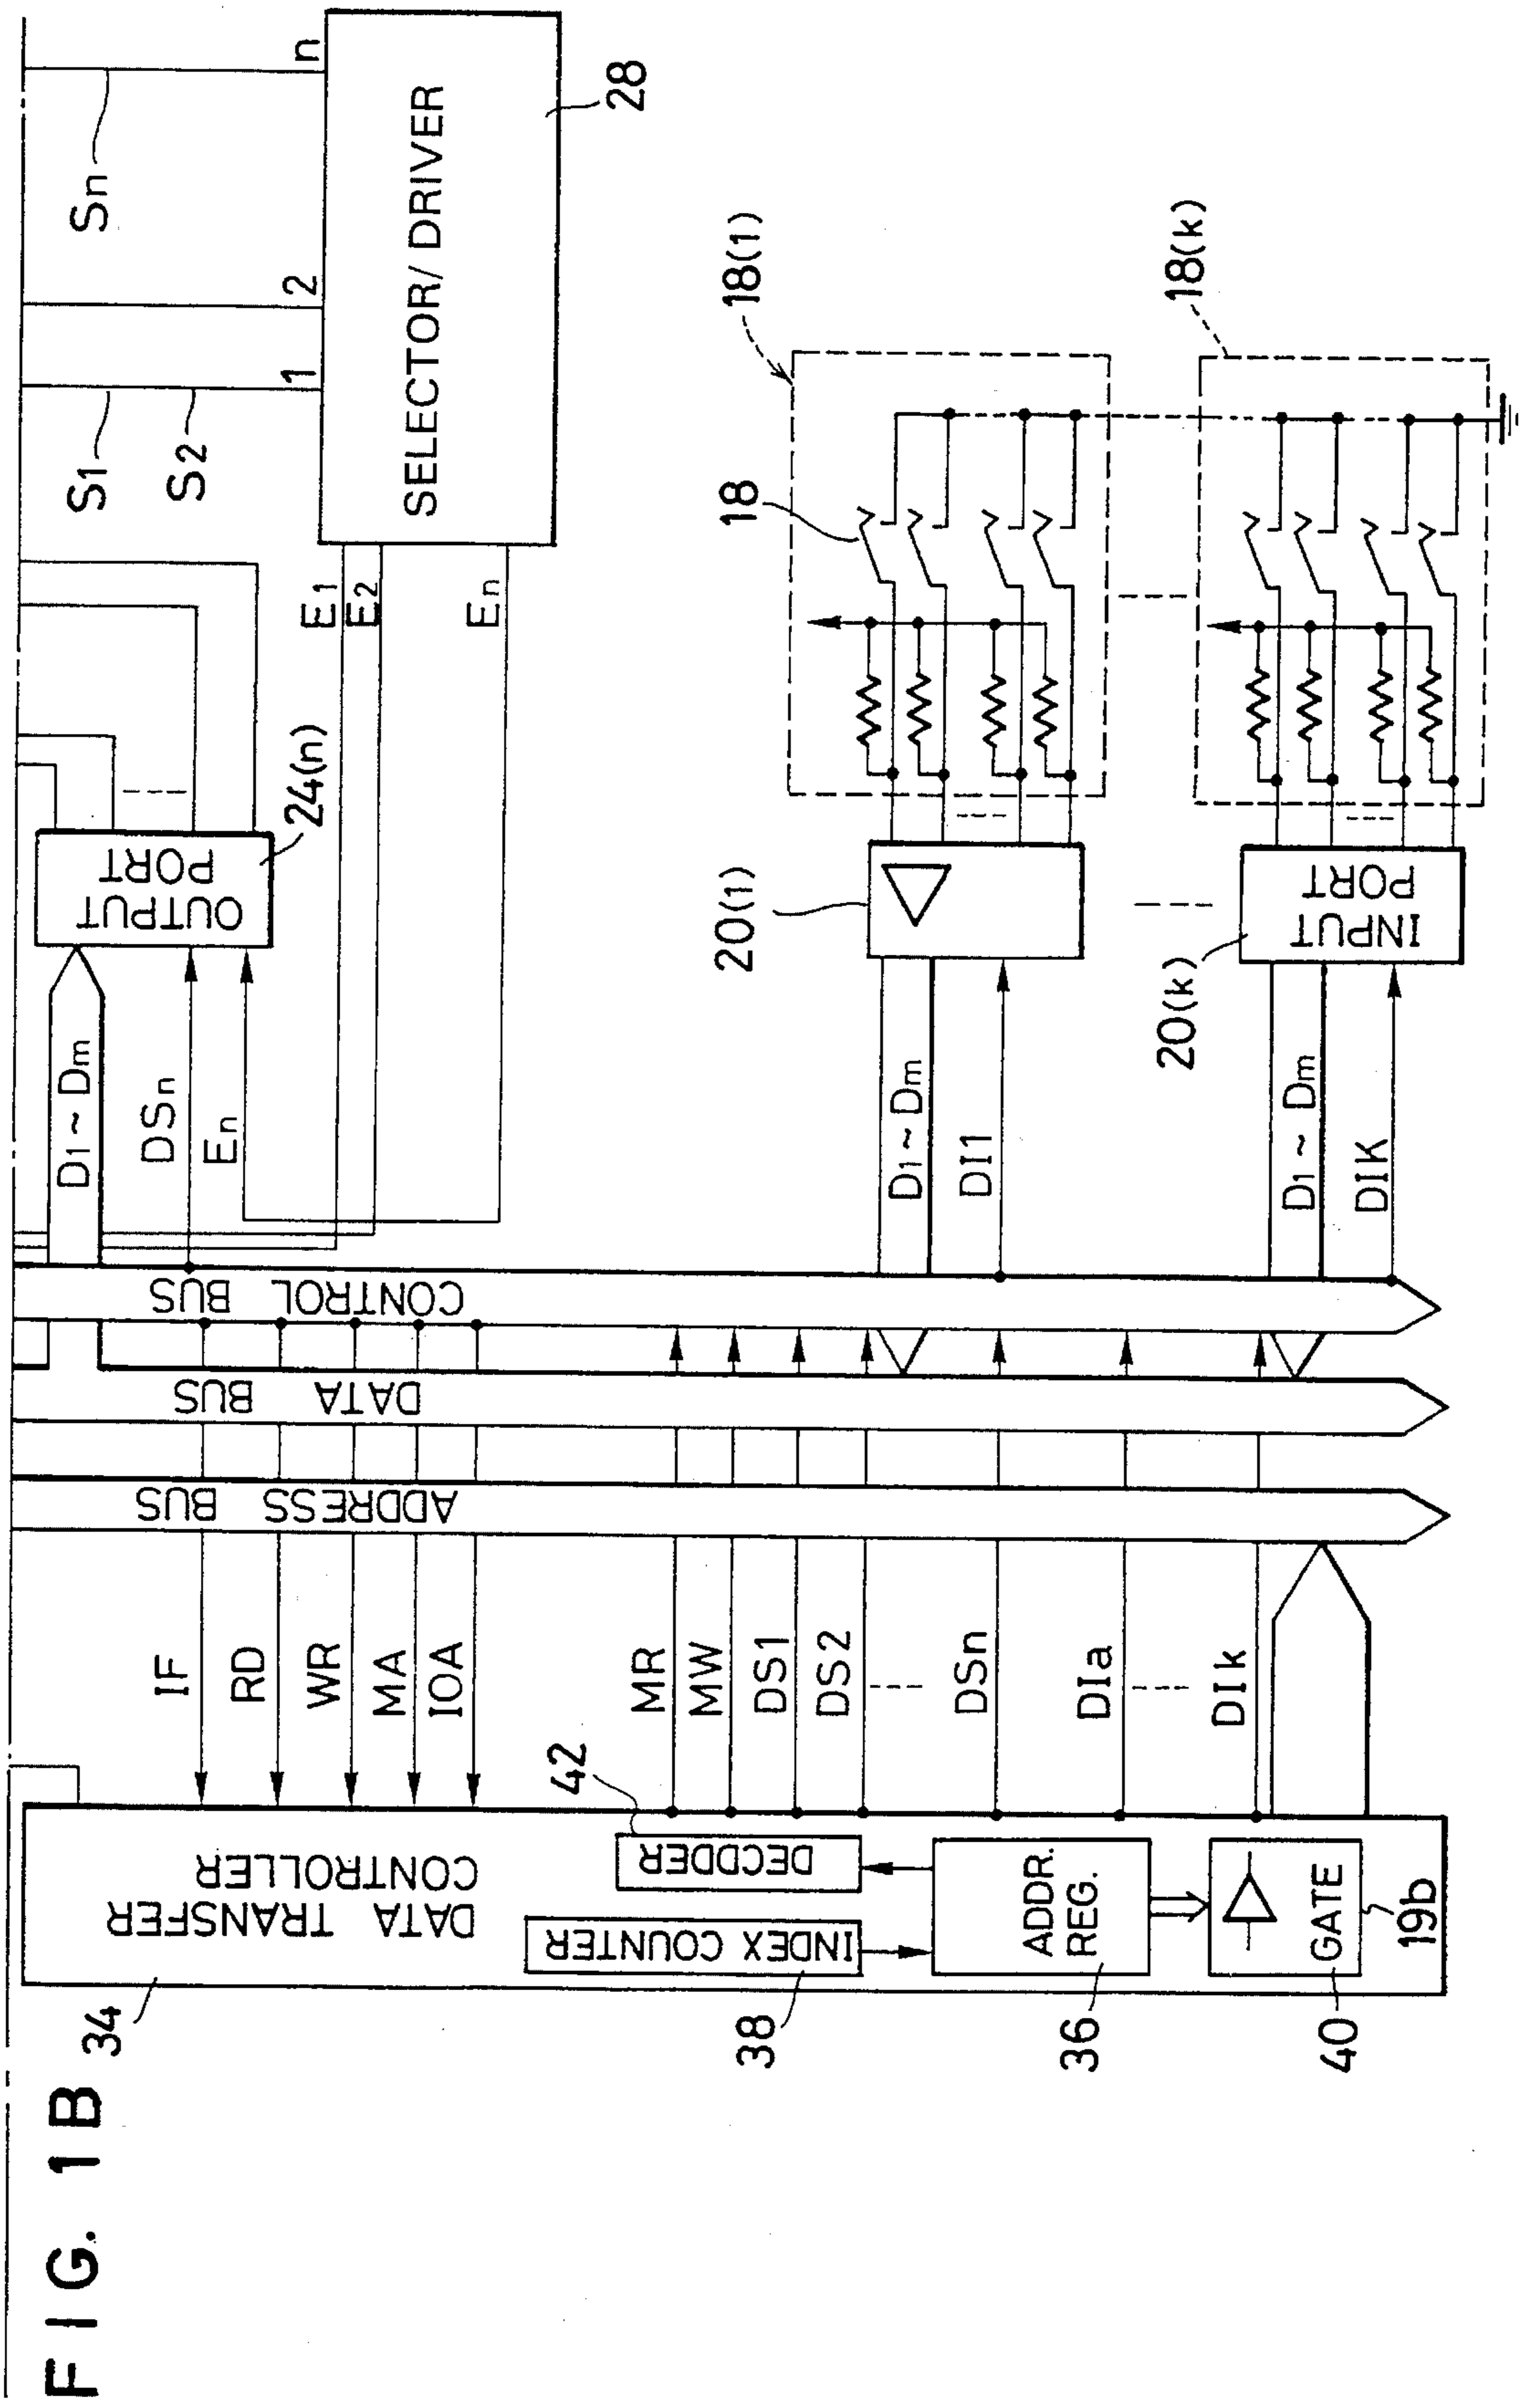 FIG. 1B
34
DATA TRANSFER
CONTROLLER
INDEX COUNTER
38
DECDDER
42
ADDR.
REG.
36
GATE
40
19b
IF
RD
WR
MA
IOA
MR
MW
DS1
DS2
DSn
DIa
DIk
ADDRESS BUS
DATA BUS
CONTROL BUS
D1~Dm
DSn
En
OUTPUT
PORT
24(n)
E1
E2
En
S1
S2
Sn
1
2
n
SELECTOR/DRIVER
28
D1~Dm
DI1
20(1)
18
18(1)
D1~Dm
DIK
20(k)
INPUT
PORT
18(k)